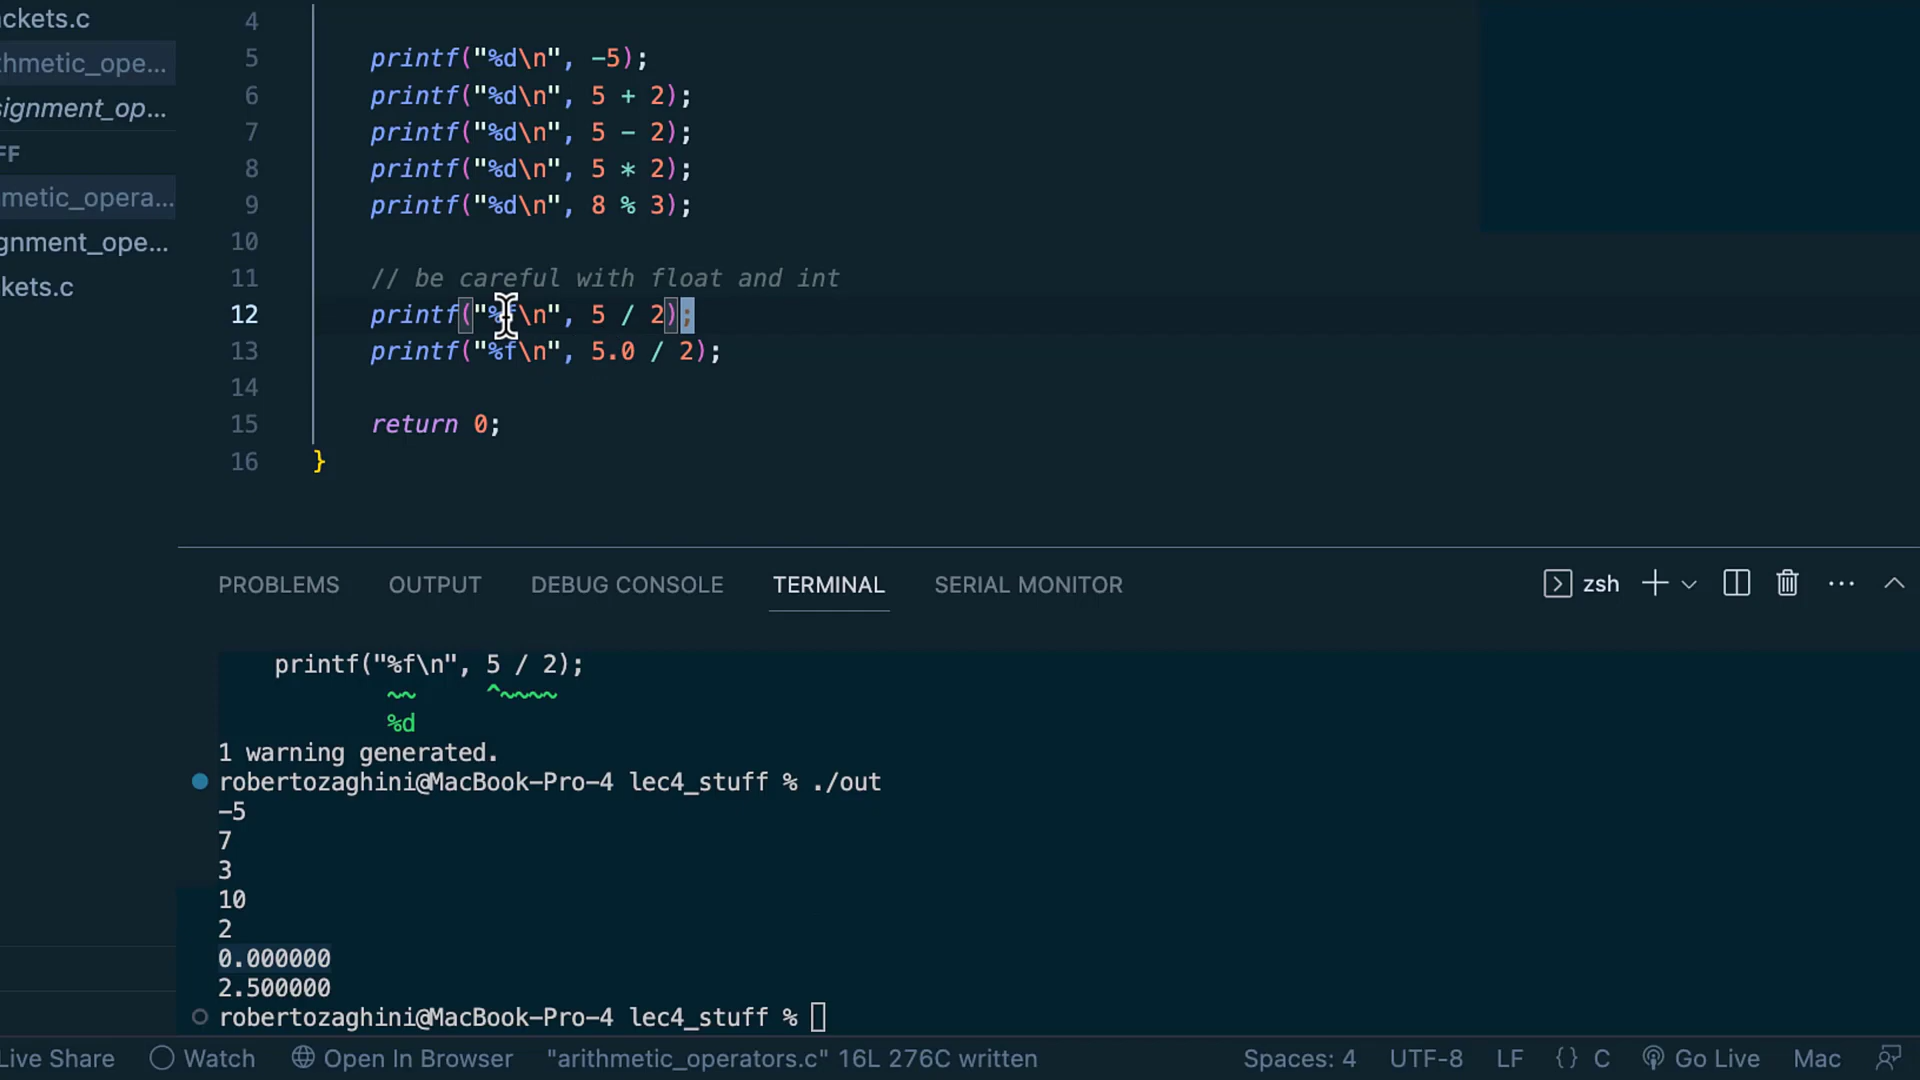 ckets.c
thmetic_ope...
signment_op...
FF
metic_opera...
gnment_ope...
kets.c
4
5 printf("%d\n", -5);
6 printf("%d\n", 5 + 2);
7 printf("%d\n", 5 - 2);
8 printf("%d\n", 5 * 2);
9 printf("%d\n", 8 % 3);
10
11 // be careful with float and int
12 printf("%f\n", 5 / 2);
13 printf("%f\n", 5.0 / 2);
14
15 return 0;
16 }
PROBLEMS OUTPUT DEBUG CONSOLE TERMINAL SERIAL MONITOR zsh
printf("%f\n", 5 / 2);
~~ ^~~~~
%d
1 warning generated.
robertozaghini@MacBook-Pro-4 lec4_stuff % ./out
-5
7
3
10
2
0.000000
2.500000
robertozaghini@MacBook-Pro-4 lec4_stuff %
Live Share Watch Open In Browser "arithmetic_operators.c" 16L 276C written Spaces: 4 UTF-8 LF {} C Go Live Mac